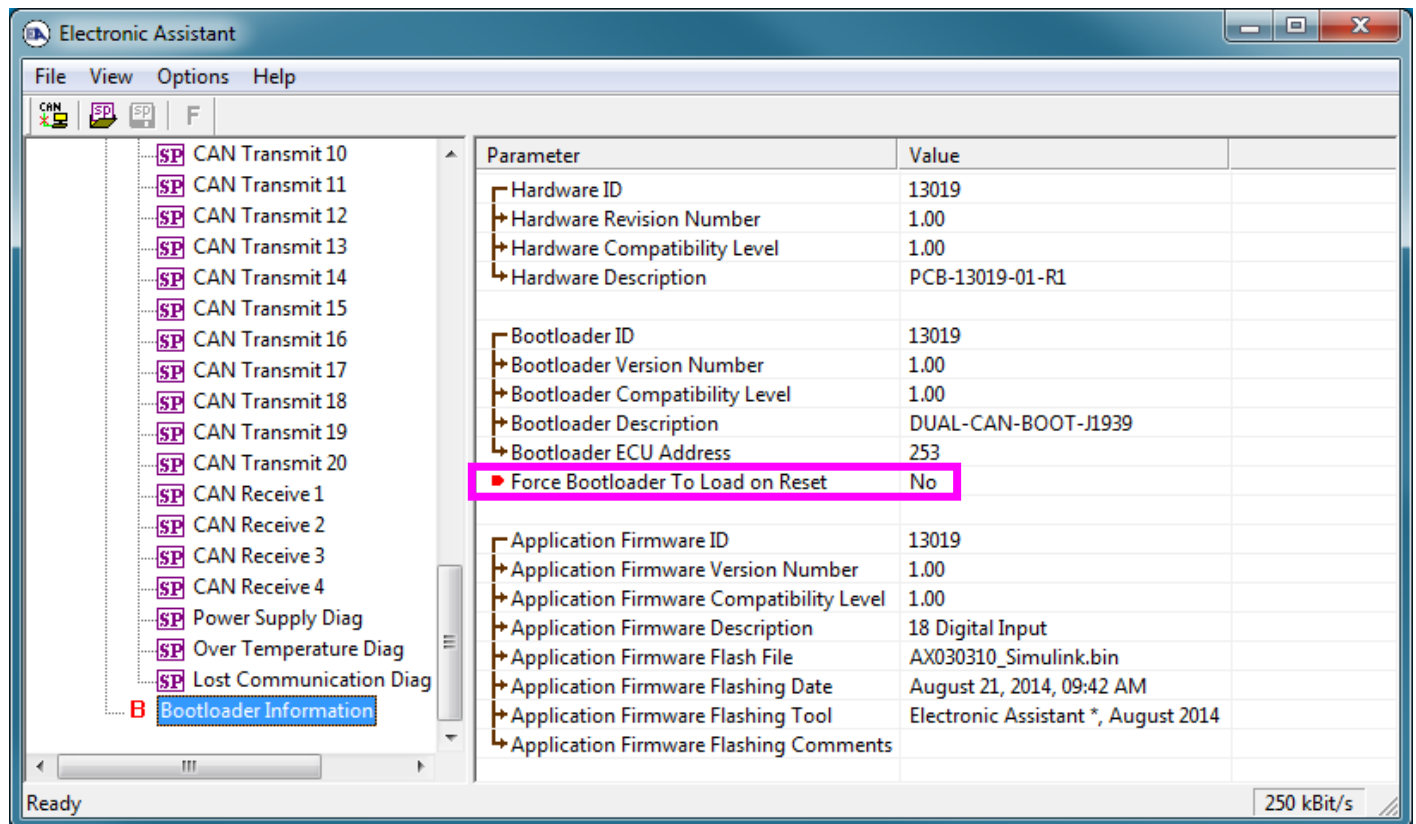 Electronic Assistant
File View Options Help
CAN SP SP F
SP CAN Transmit 10
SP CAN Transmit 11
SP CAN Transmit 12
SP CAN Transmit 13
SP CAN Transmit 14
SP CAN Transmit 15
SP CAN Transmit 16
SP CAN Transmit 17
SP CAN Transmit 18
SP CAN Transmit 19
SP CAN Transmit 20
SP CAN Receive 1
SP CAN Receive 2
SP CAN Receive 3
SP CAN Receive 4
SP Power Supply Diag
SP Over Temperature Diag
SP Lost Communication Diag
B Bootloader Information
Parameter Value
Hardware ID 13019
Hardware Revision Number 1.00
Hardware Compatibility Level 1.00
Hardware Description PCB-13019-01-R1
Bootloader ID 13019
Bootloader Version Number 1.00
Bootloader Compatibility Level 1.00
Bootloader Description DUAL-CAN-BOOT-J1939
Bootloader ECU Address 253
Force Bootloader To Load on Reset No
Application Firmware ID 13019
Application Firmware Version Number 1.00
Application Firmware Compatibility Level 1.00
Application Firmware Description 18 Digital Input
Application Firmware Flash File AX030310_Simulink.bin
Application Firmware Flashing Date August 21, 2014, 09:42 AM
Application Firmware Flashing Tool Electronic Assistant *, August 2014
Application Firmware Flashing Comments
Ready 250 kBit/s